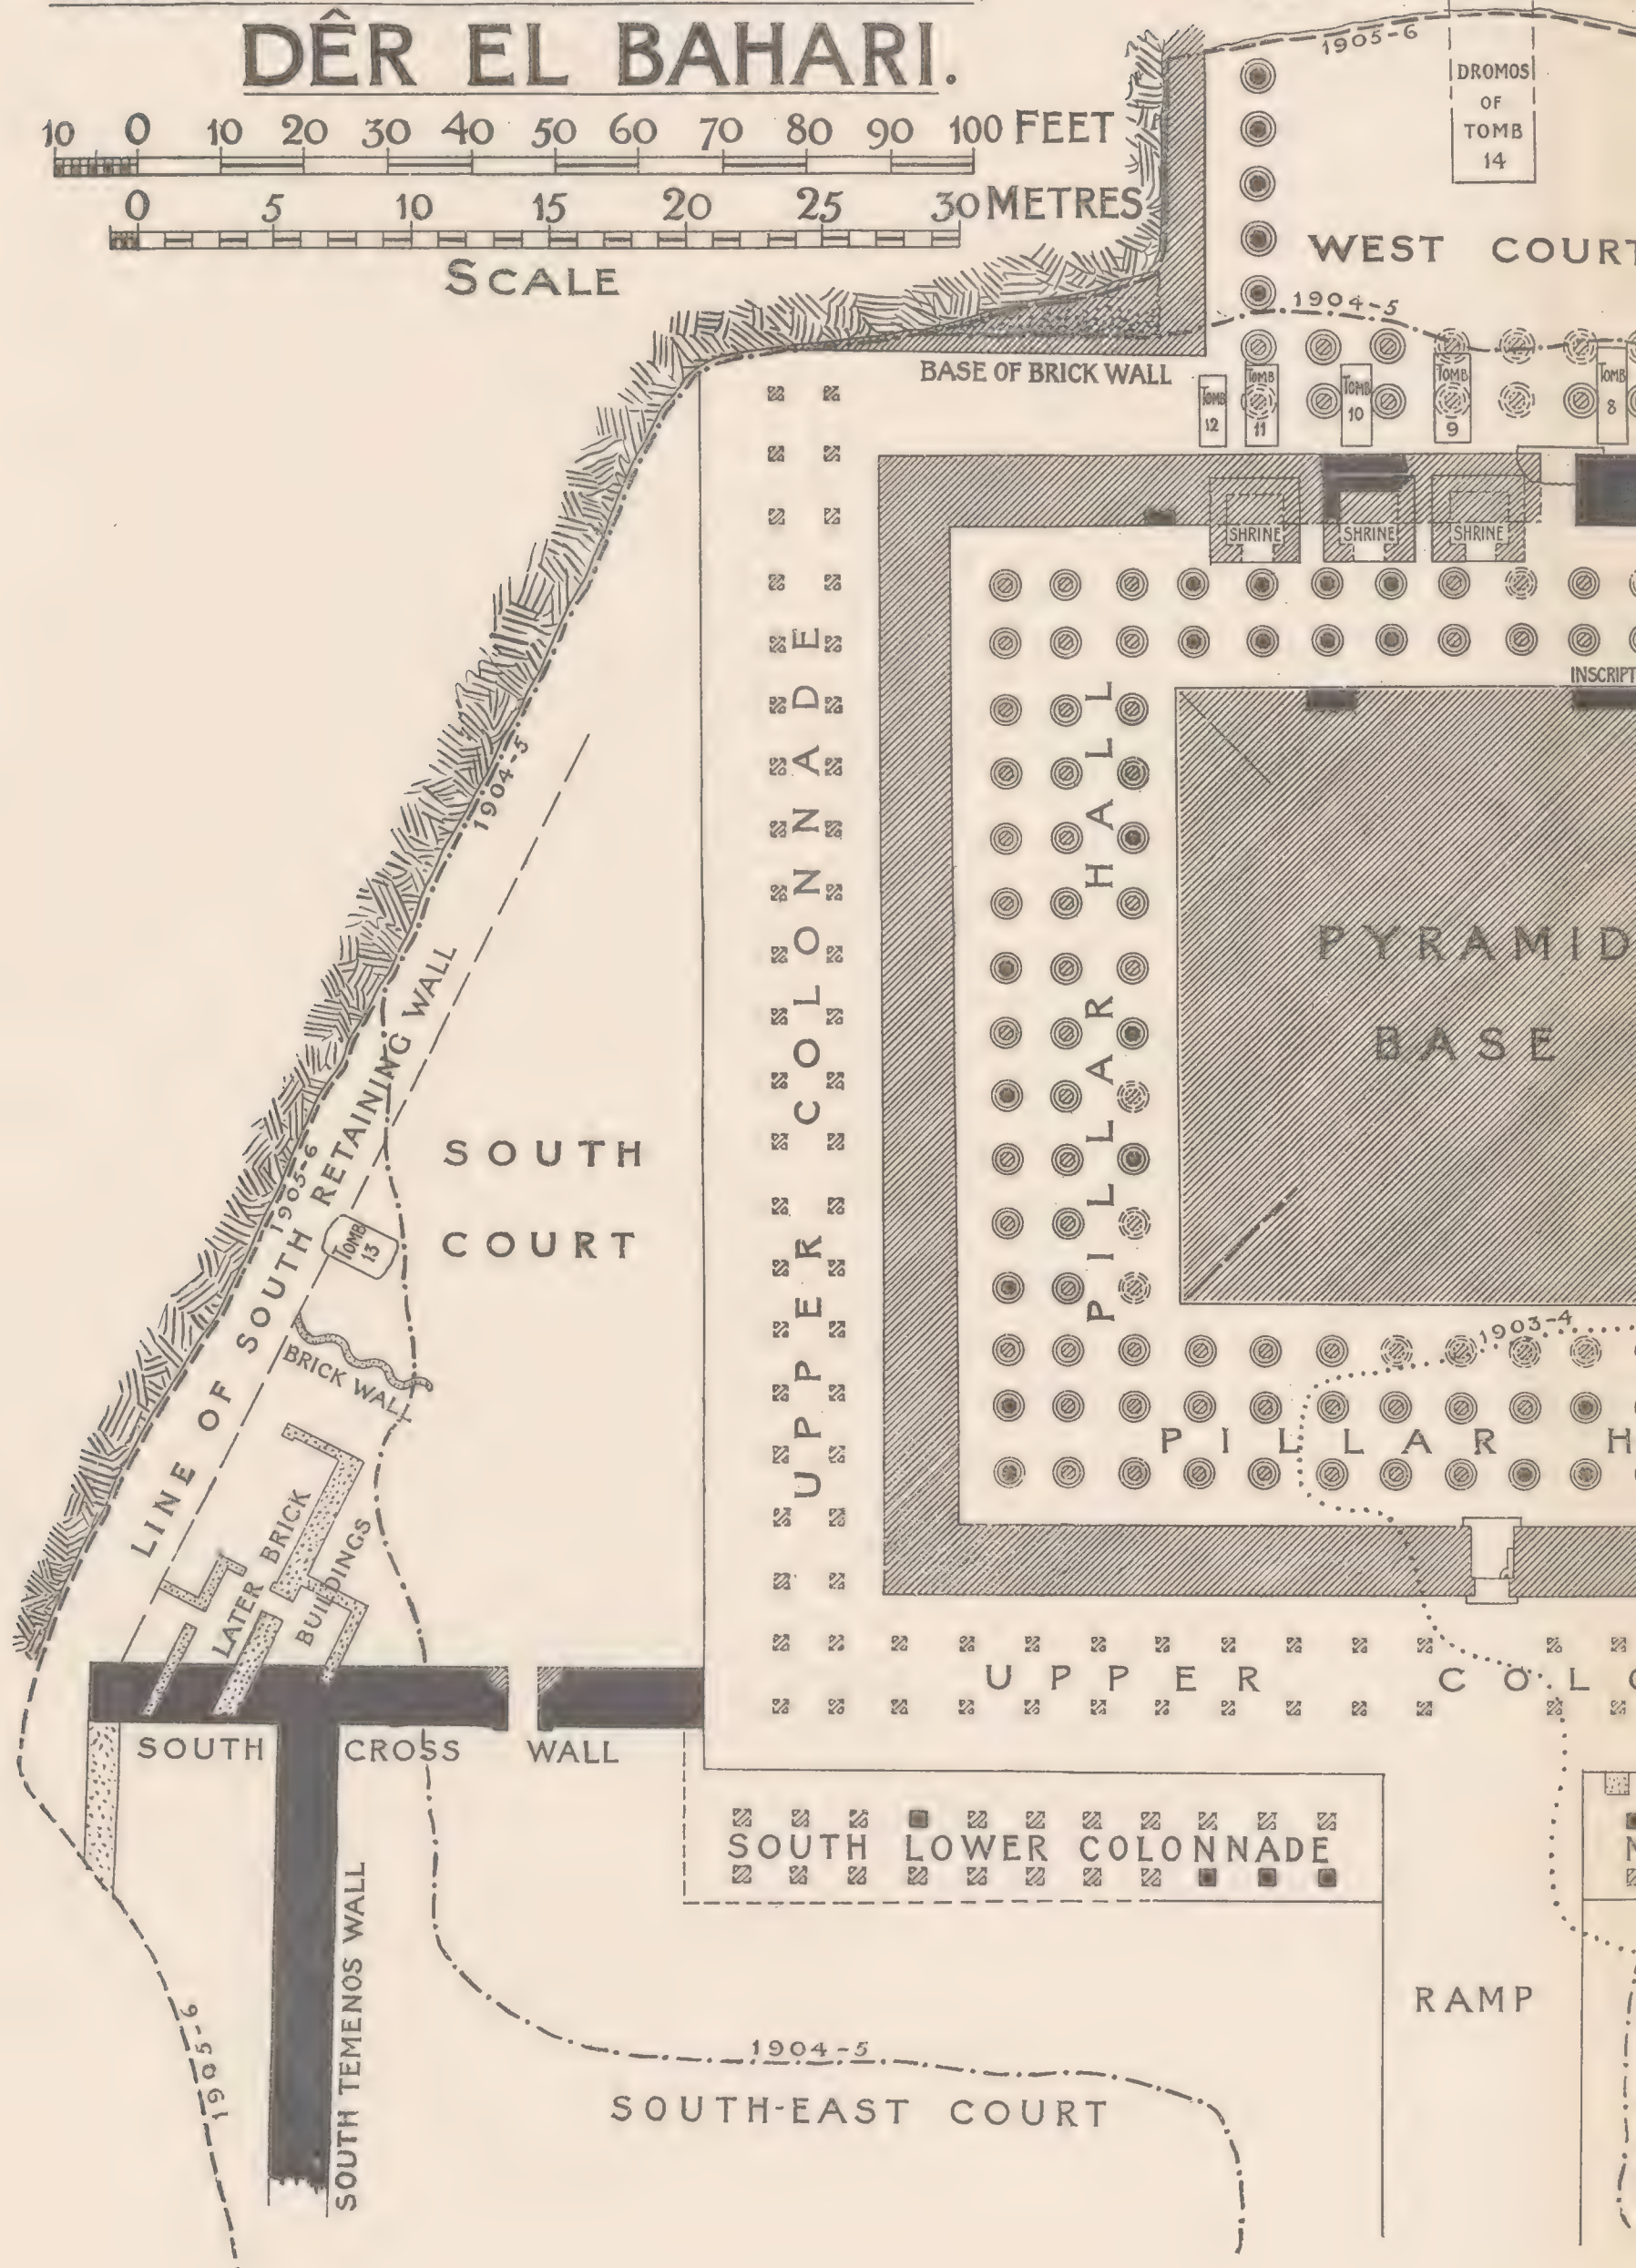 DÊR EL BAHARI.
10 0 10 20 30 40 50 60 70 80 90 100 FEET
0 5 10 15 20 25 30 METRES
SCALE
1905-6
DROMOS
OF
TOMB
14
WEST COURT
1904-5
BASE OF BRICK WALL
TOMB
12
TOMB
11
TOMB
10
TOMB
9
TOMB
8
SHRINE
SHRINE
SHRINE
INSCRIPT
UPPER COLONNADE
PILLAR HALL
PYRAMID
BASE
1904-5
LINE OF SOUTH RETAINING WALL
1905-6
SOUTH
COURT
TOMB
13
BRICK WALL
LATER BRICK
BUILDINGS
1903-4
PILLAR H
UPPER COLO
SOUTH CROSS WALL
SOUTH LOWER COLONNADE
SOUTH TEMENOS WALL
1905-6
RAMP
1904-5
SOUTH-EAST COURT